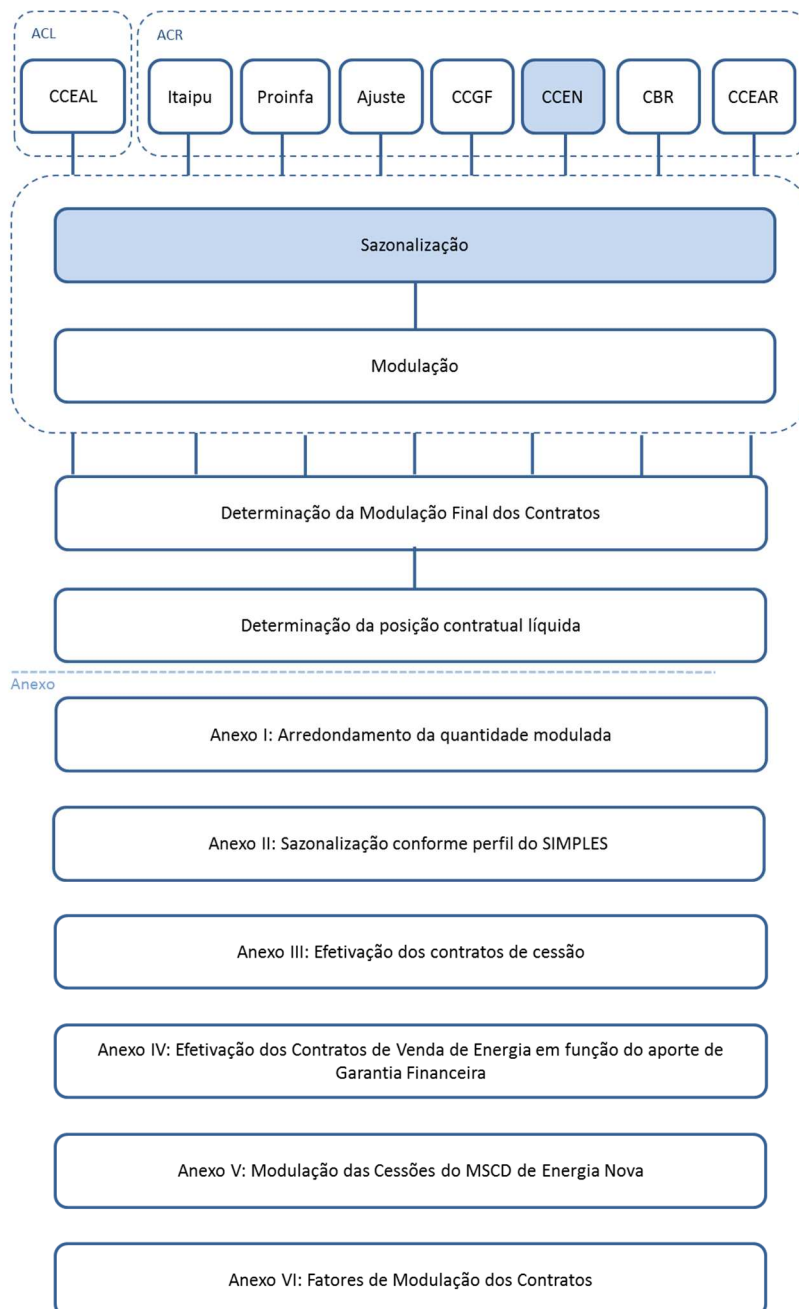 ACL
ACR
CCEAL
Itaipu
Proinfa
Ajuste
CCGF
CCEN
CBR
CCEAR
Sazonalização
Modulação
Determinação da Modulação Final dos Contratos
Determinação da posição contratual líquida
Anexo
Anexo I: Arredondamento da quantidade modulada
Anexo II: Sazonalização conforme perfil do SIMPLES
Anexo III: Efetivação dos contratos de cessão
Anexo IV: Efetivação dos Contratos de Venda de Energia em função do aporte de
Garantia Financeira
Anexo V: Modulação das Cessões do MSCD de Energia Nova
Anexo VI: Fatores de Modulação dos Contratos